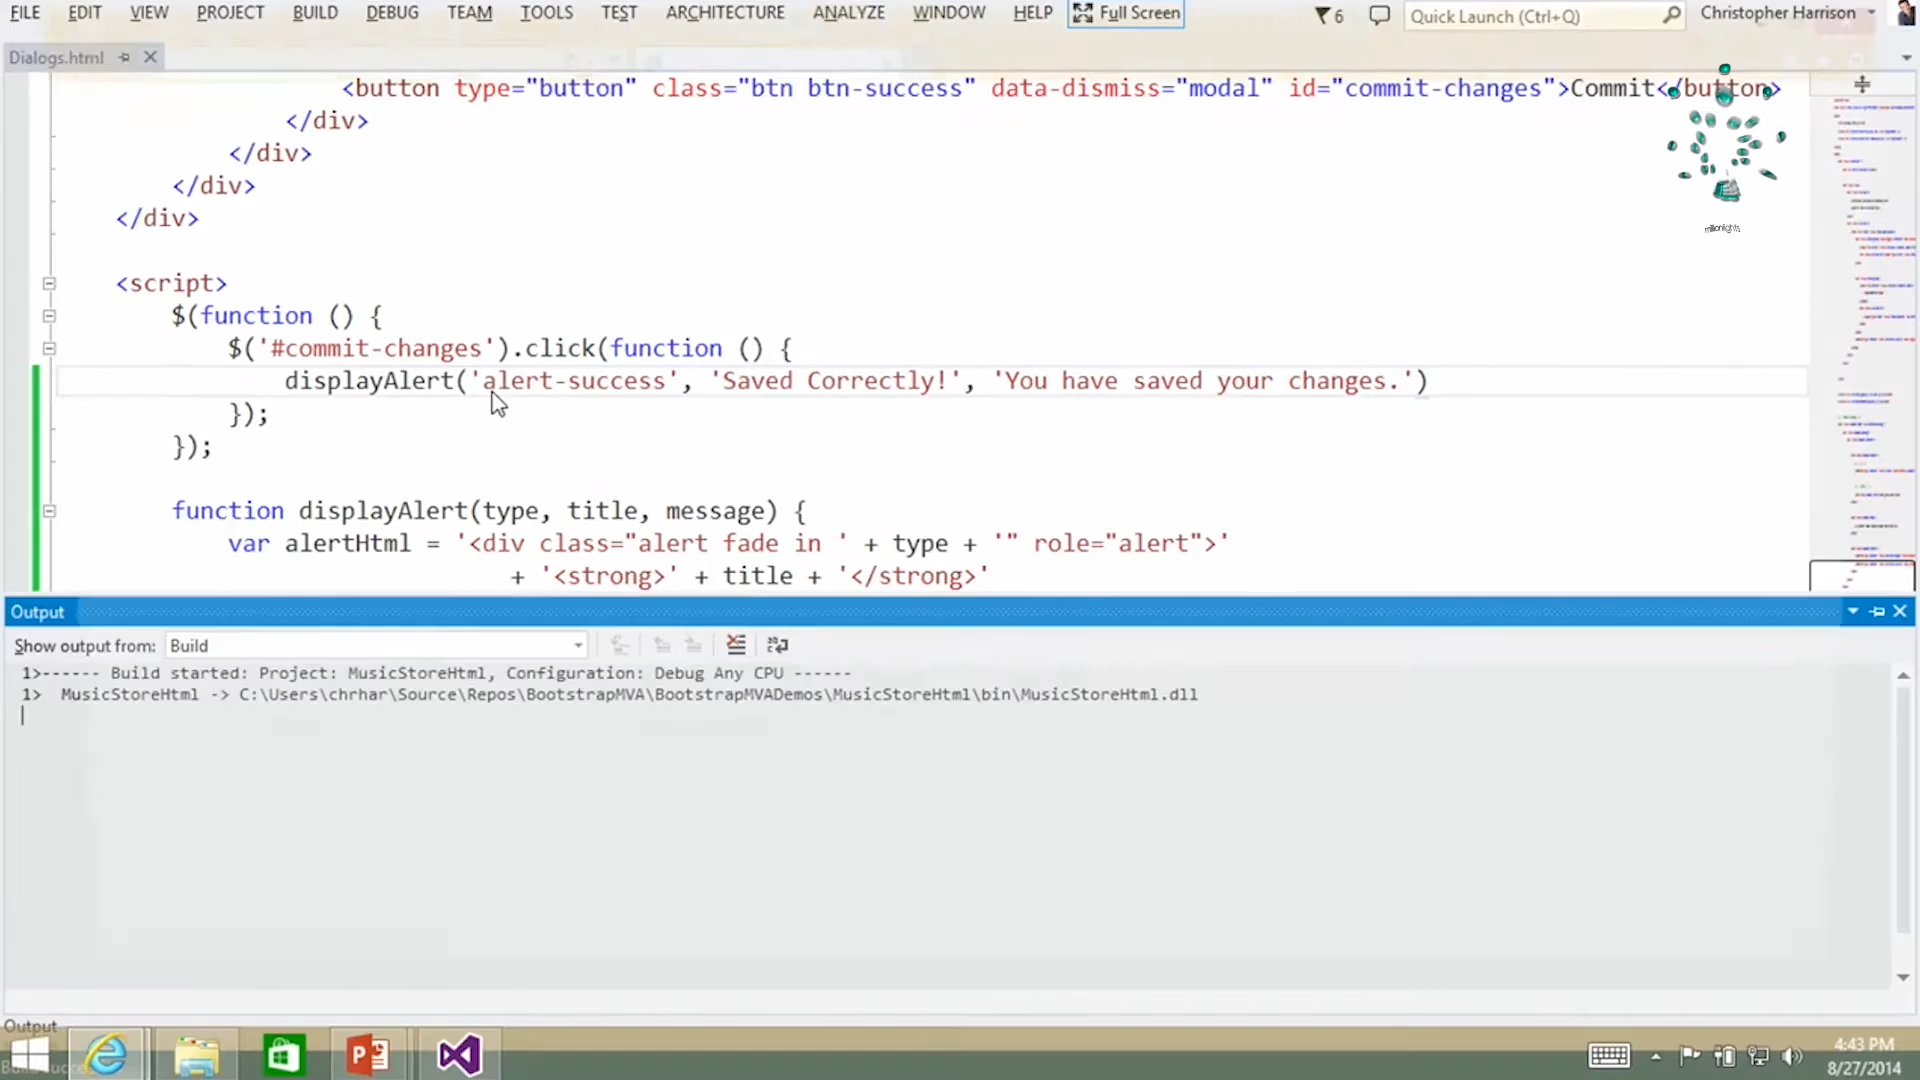 FILE EDIT VIEW PROJECT BUILD DEBUG TEAM TOOLS TEST ARCHITECTURE ANALYZE WINDOW HELP Full Screen 6 Quick Launch (Ctrl+Q) Christopher Harrison
Dialogs.html
<button type="button" class="btn btn-success" data-dismiss="modal" id="commit-changes">Commit</button>
</div>
</div>
</div>
</div>
millionlights
<script>
$(function () {
$('#commit-changes').click(function () {
displayAlert('alert-success', 'Saved Correctly!', 'You have saved your changes.')
});
});
function displayAlert(type, title, message) {
var alertHtml = '<div class="alert fade in ' + type + '" role="alert">'
+ '<strong>' + title + '</strong>'
Output
Show output from: Build
1>------ Build started: Project: MusicStoreHtml, Configuration: Debug Any CPU ------
1>  MusicStoreHtml -> C:\Users\chrhar\Source\Repos\BootstrapMVA\BootstrapMVADemos\MusicStoreHtml\bin\MusicStoreHtml.dll
Output
4:43 PM
8/27/2014